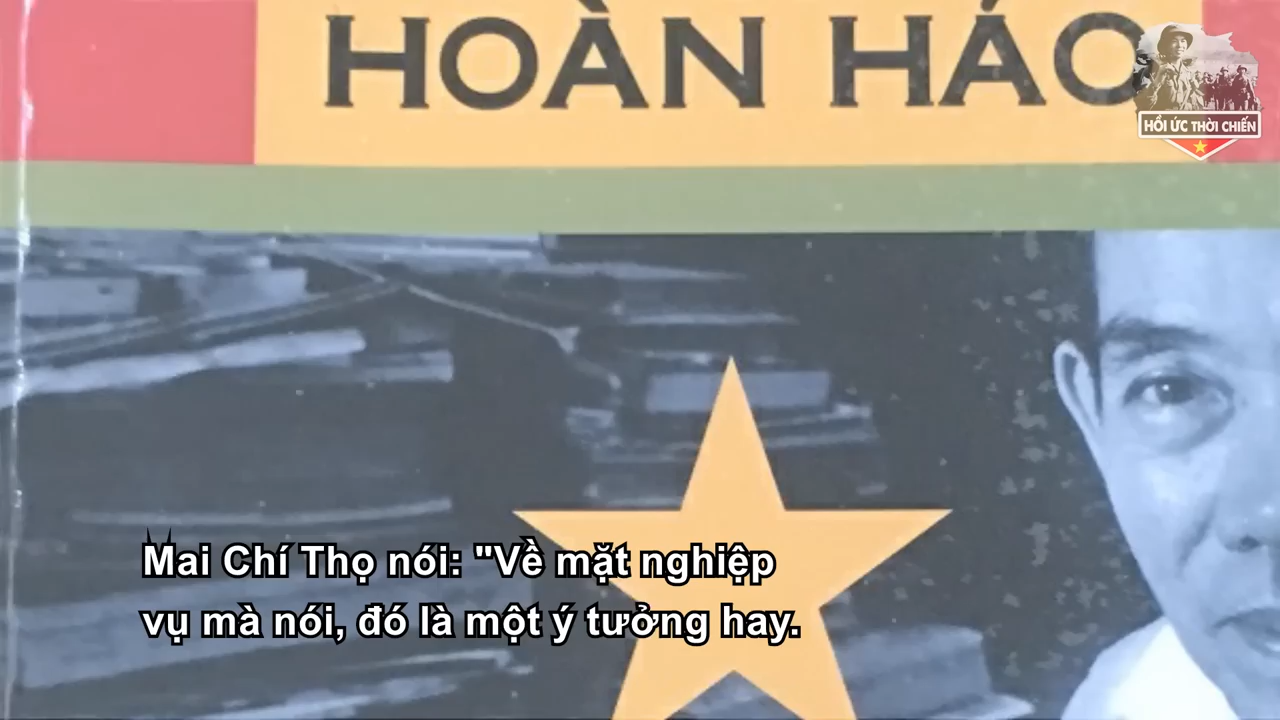 HOÀN HẢO
HỒI ỨC THỜI CHIẾN
Mai Chí Thọ nói: "Về mặt nghiệp
vụ mà nói, đó là một ý tưởng hay.